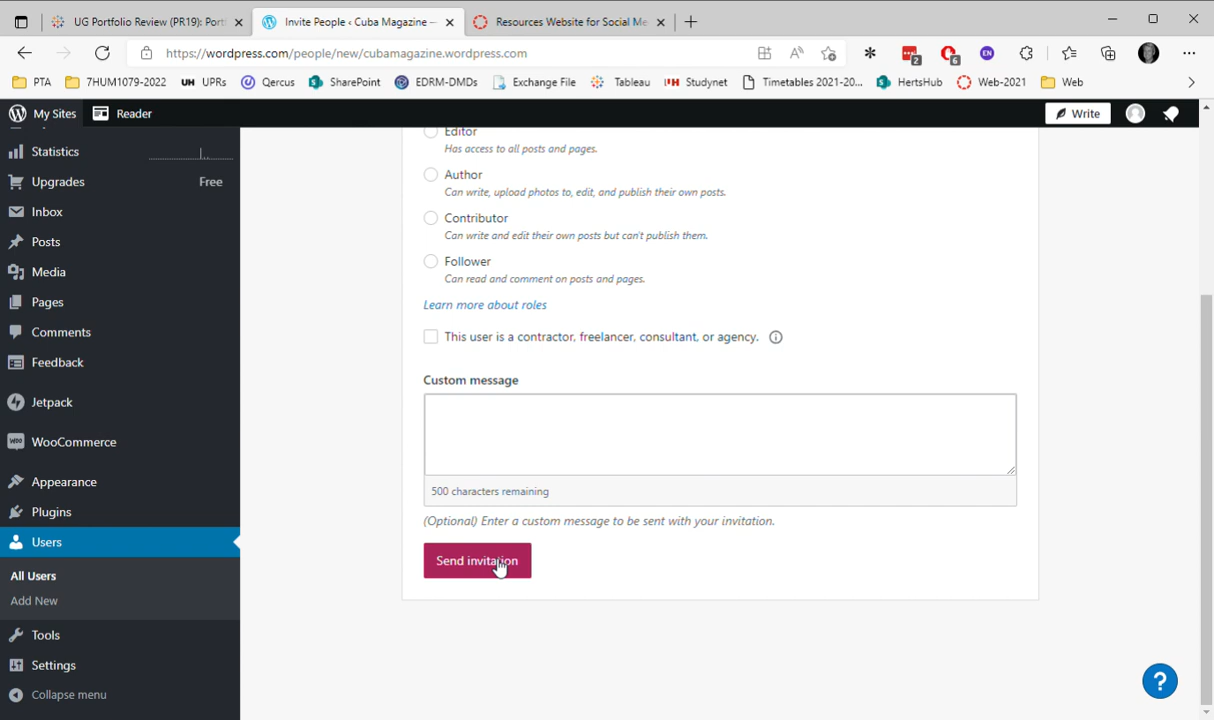 UG Portfolio Review (PR19): Port
Invite People ‹ Cuba Magazine —
Resources Website for Social Me
https://wordpress.com/people/new/cubamagazine.wordpress.com
2
6
EN
PTA
7HUM1079-2022
UH UPRs
Qercus
SharePoint
EDRM-DMDs
Exchange File
Tableau
UH Studynet
Timetables 2021-20...
HertsHub
Web-2021
Web
My Sites
Reader
Write
Statistics
Upgrades Free
Inbox
Posts
Media
Pages
Comments
Feedback
Jetpack
WOO WooCommerce
Appearance
Plugins
Users
All Users
Add New
Tools
Settings
Collapse menu
Editor
Has access to all posts and pages.
Author
Can write, upload photos to, edit, and publish their own posts.
Contributor
Can write and edit their own posts but can't publish them.
Follower
Can read and comment on posts and pages.
Learn more about roles
This user is a contractor, freelancer, consultant, or agency.
Custom message
500 characters remaining
(Optional) Enter a custom message to be sent with your invitation.
Send invitation
?